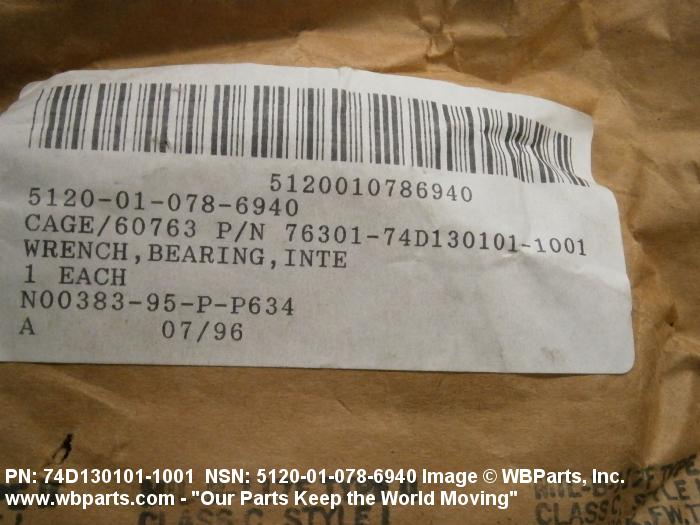 5120010786940
5120-01-078-6940
CAGE/60763 P/N 76301-74D130101-1001
WRENCH,BEARING,INTE
1 EACH
N00383-95-P-P634
A 07/96
PN: 74D130101-1001 NSN: 5120-01-078-6940 Image © WBParts, Inc.
www.wbparts.com - "Our Parts Keep the World Moving"
CLASS C STYLE